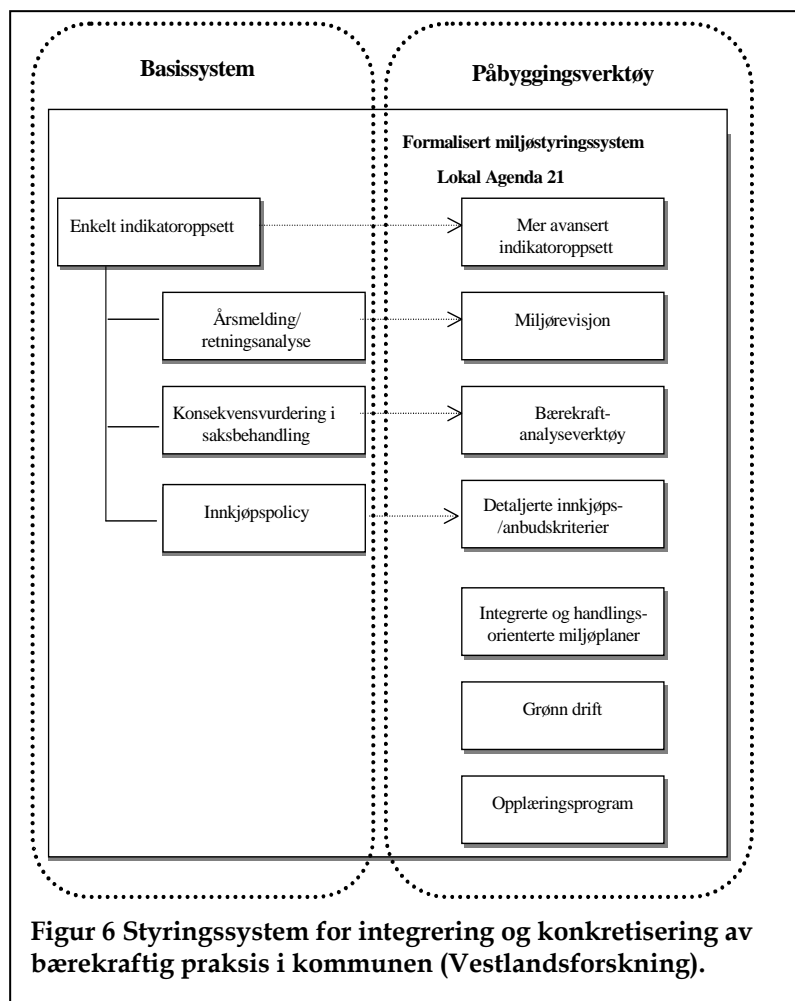 Basissystem
Påbyggingsverktøy
Formalisert miljøstyringssystem
Lokal Agenda 21
Enkelt indikatoroppsett
Mer avansert
indikatoroppsett
Årsmelding/
retningsanalyse
Miljørevisjon
Konsekvensvurdering i
saksbehandling
Bærekraft-
analyseverktøy
Innkjøpspolicy
Detaljerte innkjøps-
/anbudskriterier
Integrerte og handlings-
orienterte miljøplaner
Grønn drift
Opplæringsprogram
Figur 6 Styringssystem for integrering og konkretisering av
bærekraftig praksis i kommunen (Vestlandsforskning).